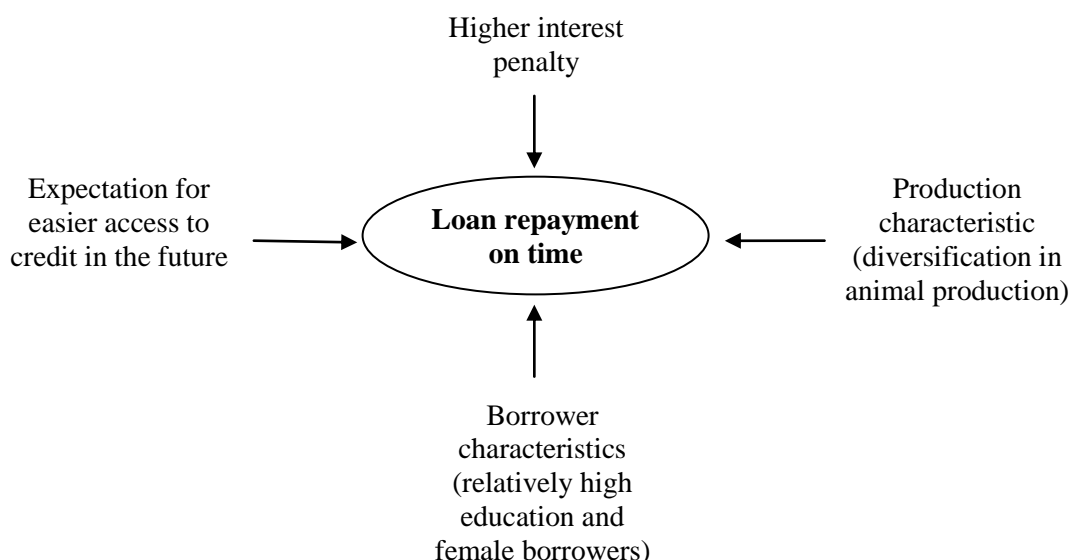 Higher interest
penalty
Expectation for
easier access to
credit in the future
Loan repayment
on time
Production
characteristic
(diversification in
animal production)
Borrower
characteristics
(relatively high
education and
female borrowers)